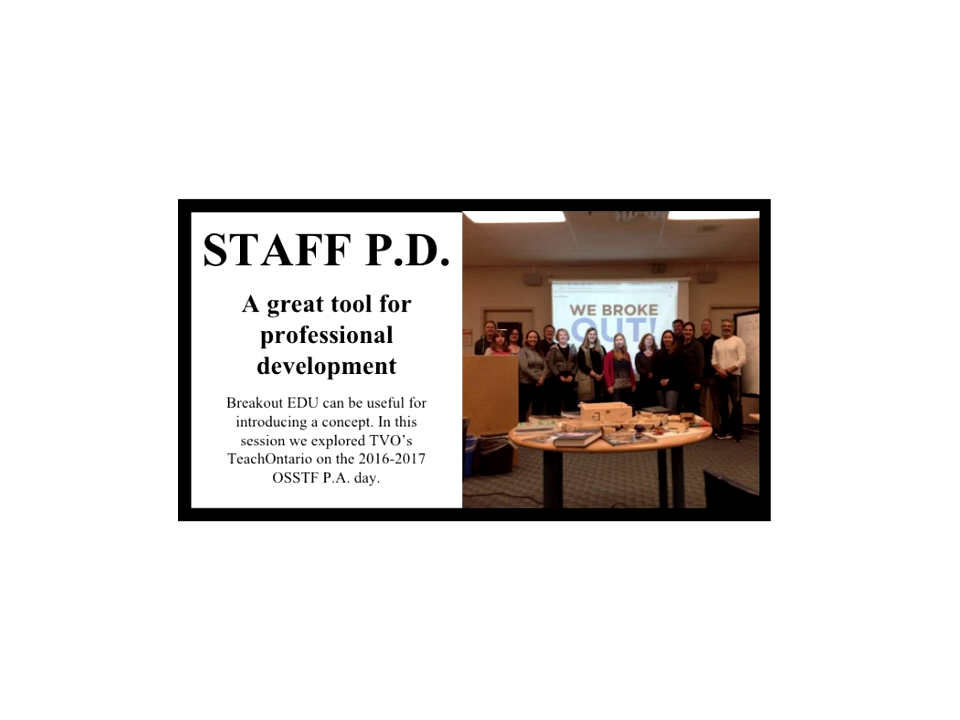 STAFF P.D.
A great tool for
professional
development
Breakout EDU can be useful for
introducing a concept. In this
session we explored TVO's
TeachOntario on the 2016-2017
OSSTF P.A. day.
WE BROKE
OUT!